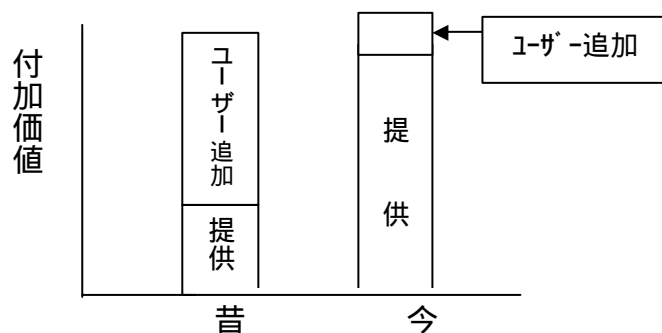 付加価値
ユーザー追加
提供
提供
ﾕｰｻﾞｰ追加
昔
今